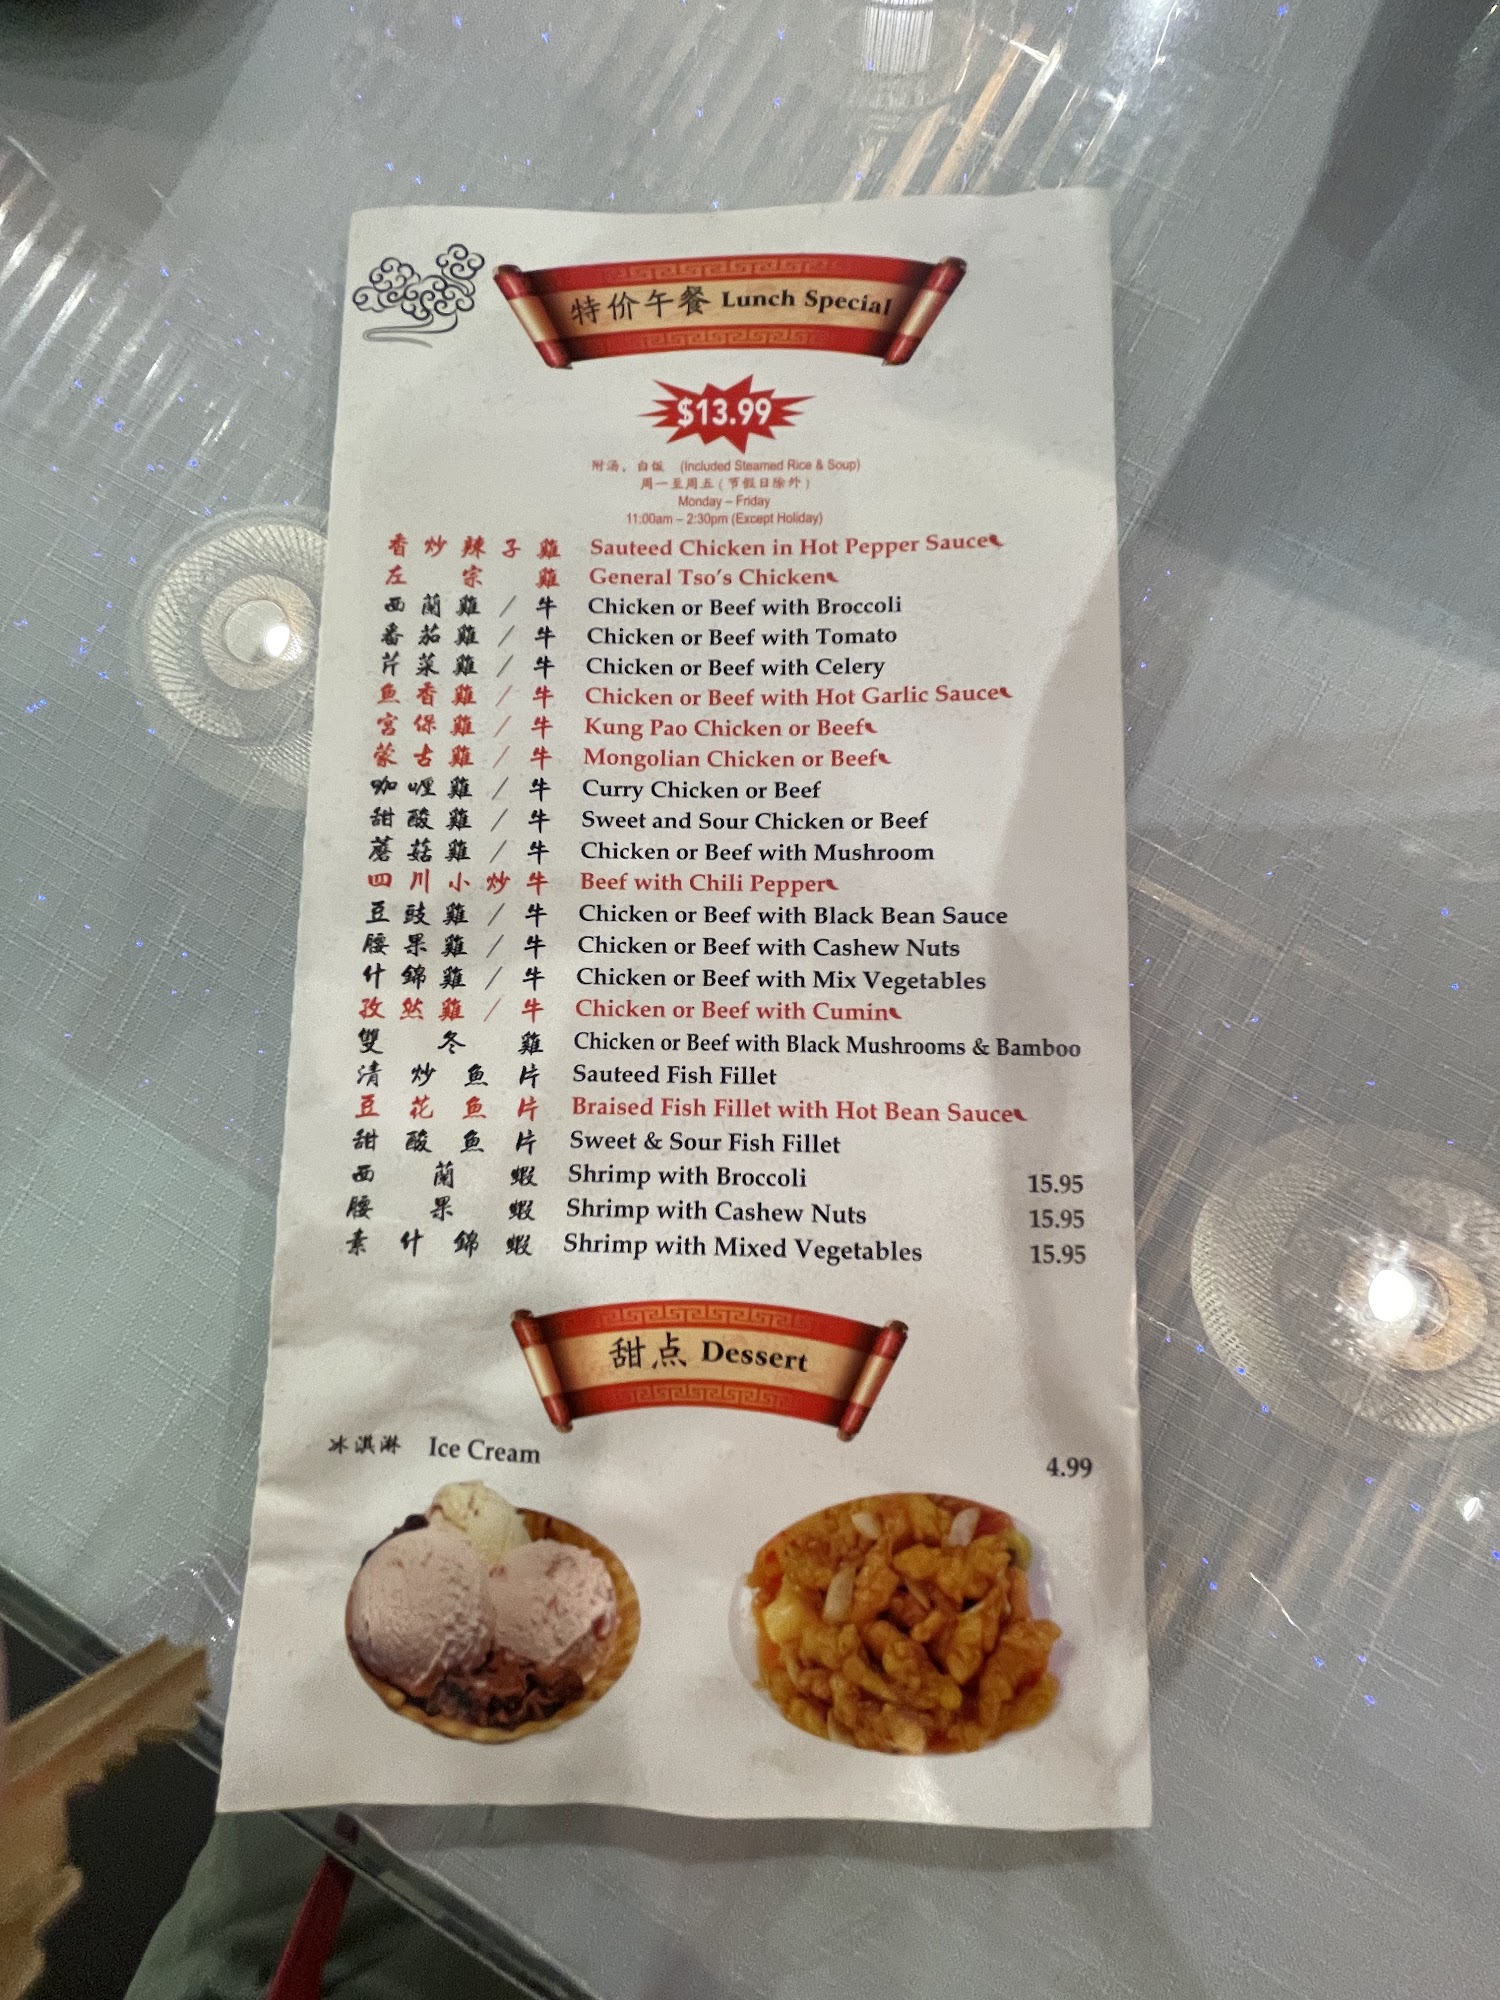 特价午餐 Lunch Special
$13.99
附汤，白饭 (Included Steamed Rice & Soup)
周一至周五(节假日除外)
Monday – Friday
11:00am – 2:30pm (Except Holiday)
香炒辣子雞 Sauteed Chicken in Hot Pepper Sauce
左宗雞 General Tso's Chicken
西蘭雞/牛 Chicken or Beef with Broccoli
番茄雞/牛 Chicken or Beef with Tomato
芹菜雞/牛 Chicken or Beef with Celery
魚香雞/牛 Chicken or Beef with Hot Garlic Sauce
宮保雞/牛 Kung Pao Chicken or Beef
蒙古雞/牛 Mongolian Chicken or Beef
咖喱雞/牛 Curry Chicken or Beef
甜酸雞/牛 Sweet and Sour Chicken or Beef
蘑菇雞/牛 Chicken or Beef with Mushroom
四川小炒牛 Beef with Chili Pepper
豆豉雞/牛 Chicken or Beef with Black Bean Sauce
腰果雞/牛 Chicken or Beef with Cashew Nuts
什錦雞/牛 Chicken or Beef with Mix Vegetables
孜然雞/牛 Chicken or Beef with Cumin
雙冬雞 Chicken or Beef with Black Mushrooms & Bamboo
清炒魚片 Sauteed Fish Fillet
豆花魚片 Braised Fish Fillet with Hot Bean Sauce
甜酸魚片 Sweet & Sour Fish Fillet
西蘭蝦 Shrimp with Broccoli 15.95
腰果蝦 Shrimp with Cashew Nuts 15.95
素什錦蝦 Shrimp with Mixed Vegetables 15.95
甜点 Dessert
冰淇淋 Ice Cream 4.99